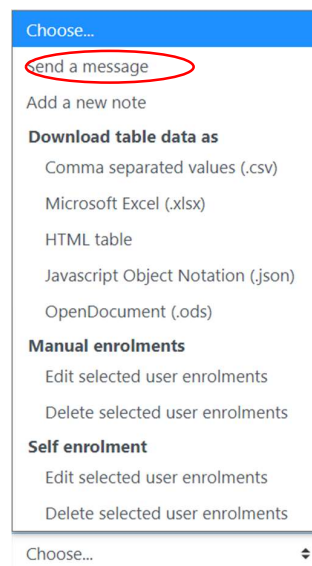 Choose...
Send a message
Add a new note
Download table data as
Comma separated values (.csv)
Microsoft Excel (.xlsx)
HTML table
Javascript Object Notation (.json)
OpenDocument (.ods)
Manual enrolments
Edit selected user enrolments
Delete selected user enrolments
Self enrolment
Edit selected user enrolments
Delete selected user enrolments
Choose...